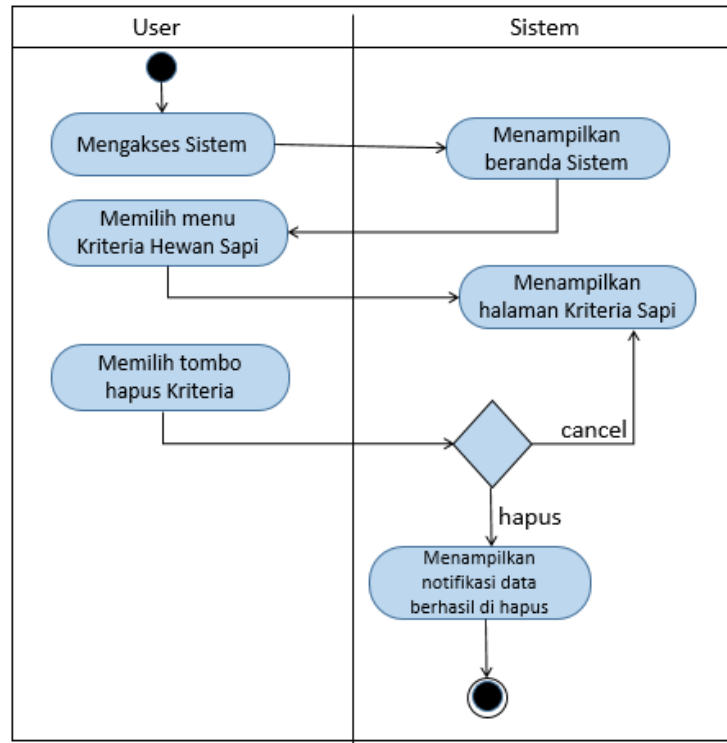 User
Sistem
Mengakses Sistem
Menampilkan
beranda Sistem
Memilih menu
Kriteria Hewan Sapi
Menampilkan
halaman Kriteria Sapi
Memilih tombo
hapus Kriteria
cancel
hapus
Menampilkan
notifikasi data
berhasil di hapus